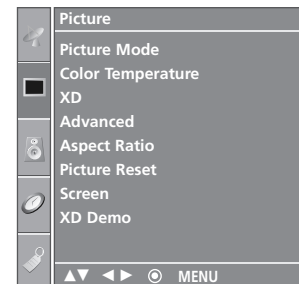 Picture
Picture Mode
Color Temperature
XD
Advanced
Aspect Ratio
Picture Reset
Screen
XD Demo
▲▼ ◄► ⦿ MENU